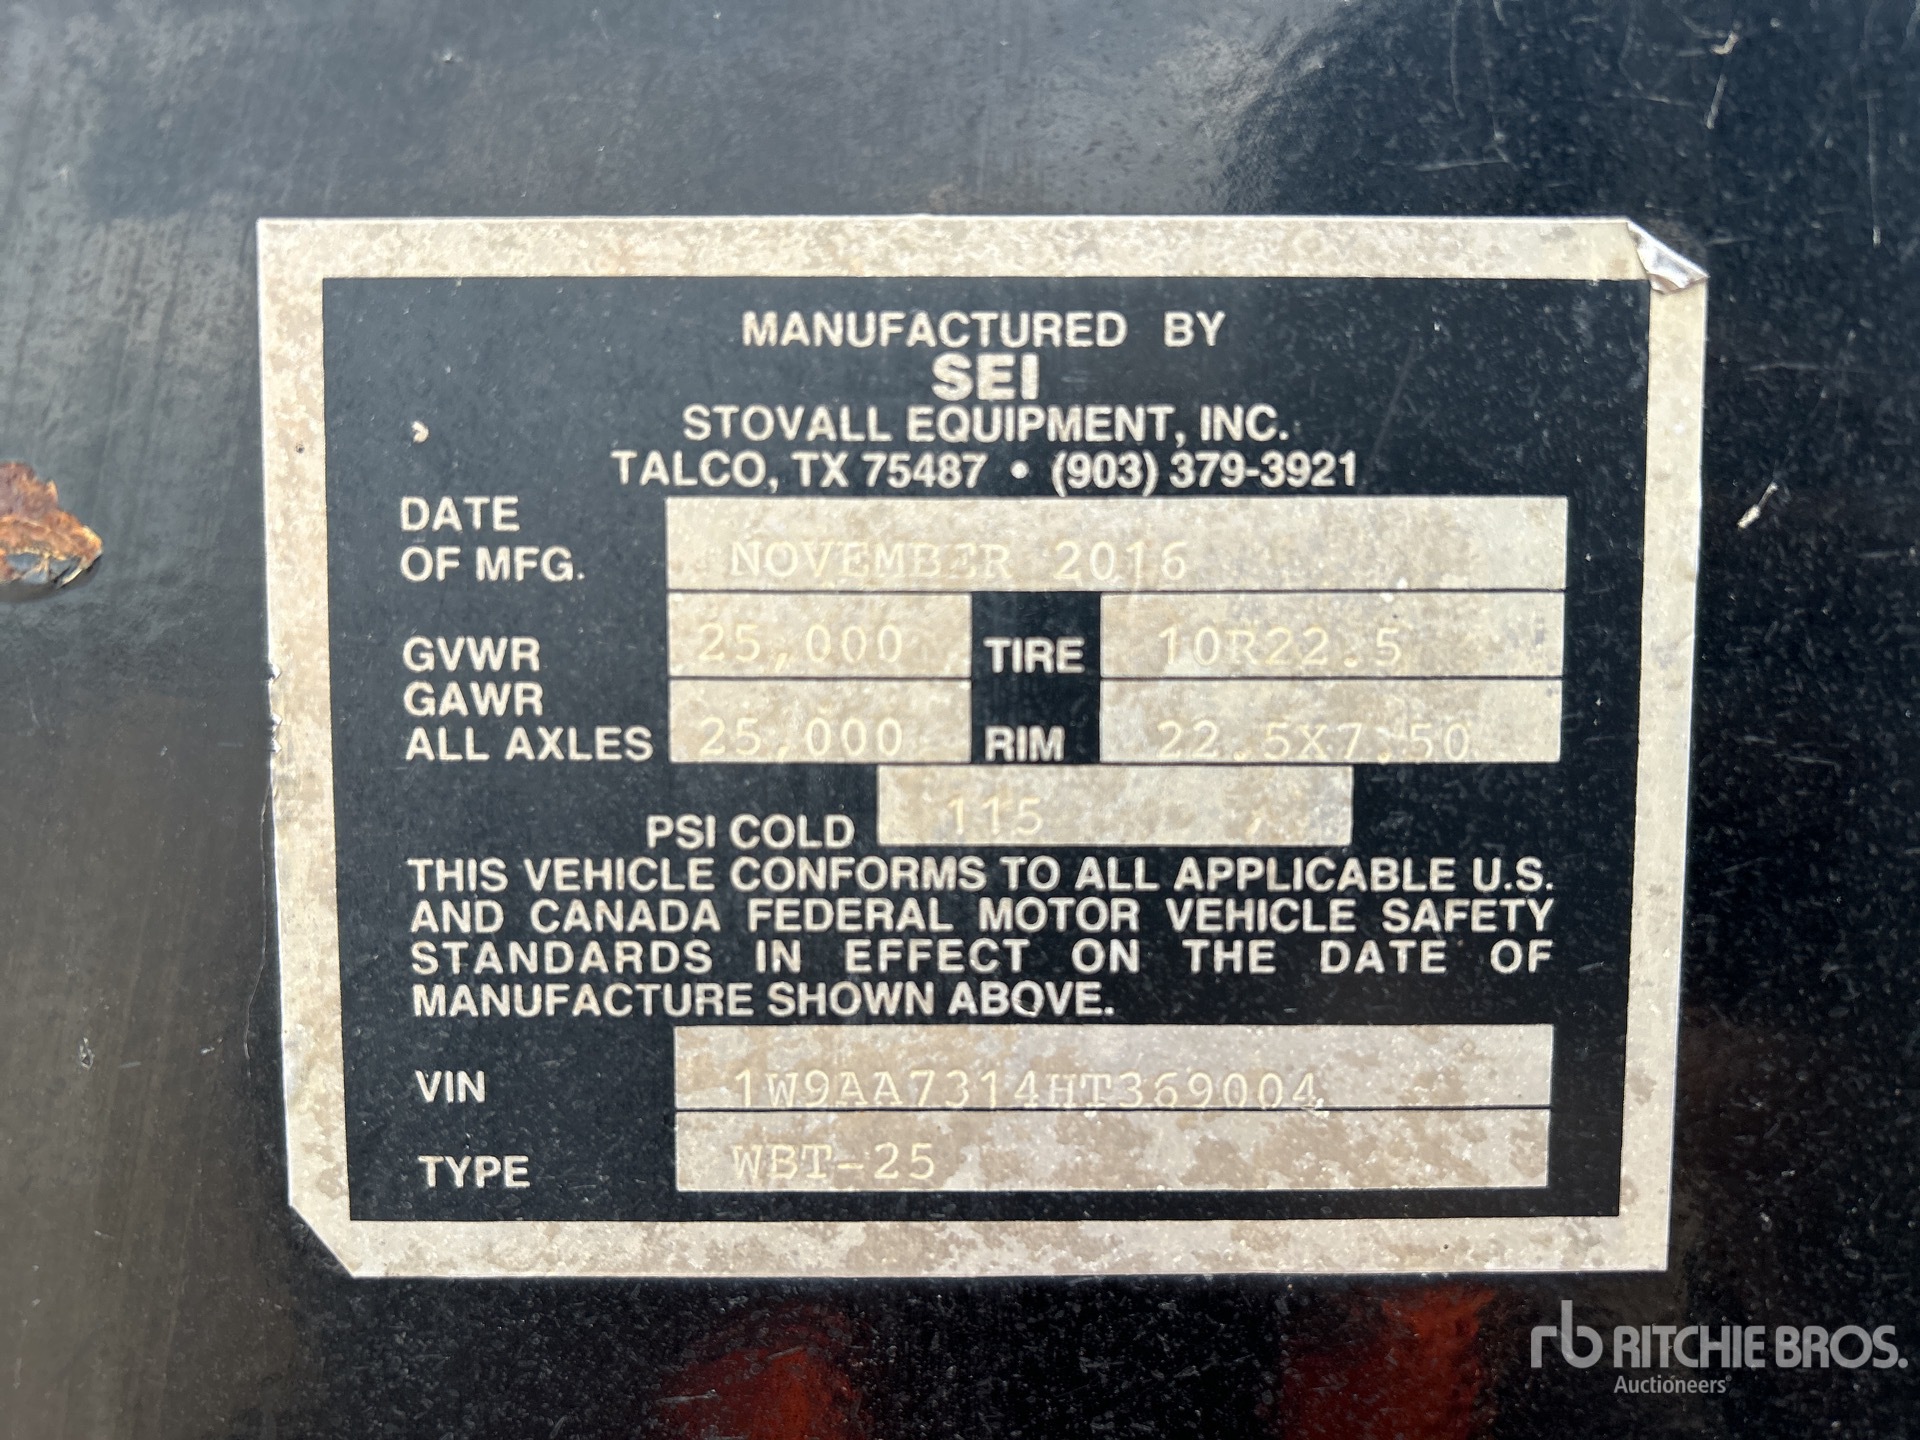 MANUFACTURED BY
SEI
STOVALL EQUIPMENT, INC.
TALCO, TX 75487 • (903) 379-3921
DATE
OF MFG. NOVEMBER 2016
GVWR 25,000 TIRE 10R22.5
GAWR
ALL AXLES 25,000 RIM 22.5X7.50
PSI COLD 115
THIS VEHICLE CONFORMS TO ALL APPLICABLE U.S.
AND CANADA FEDERAL MOTOR VEHICLE SAFETY
STANDARDS IN EFFECT ON THE DATE OF
MANUFACTURE SHOWN ABOVE.
VIN 1W9AA7314HT369004
TYPE WBT-25
rb RITCHIE BROS.
Auctioneers